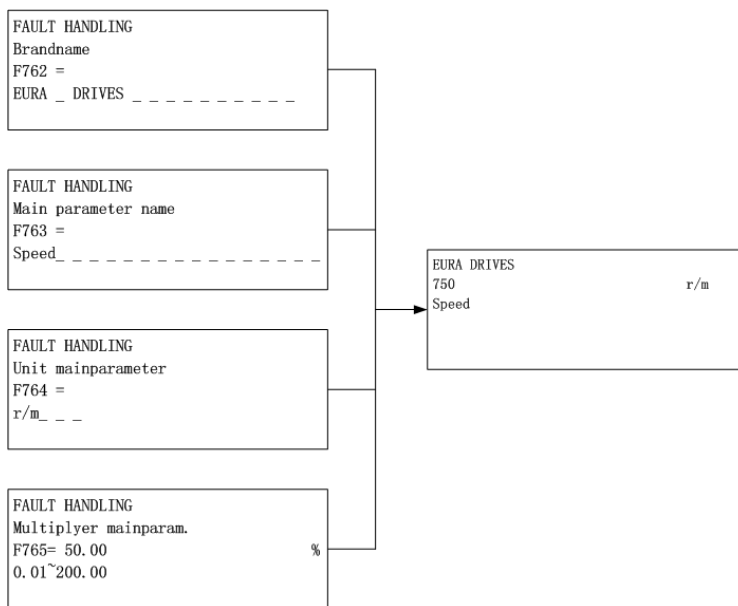 FAULT HANDLING
Brandname
F762 =
EURA _ DRIVES _ _ _ _ _ _ _ _ _ _
FAULT HANDLING
Main parameter name
F763 =
Speed_ _ _ _ _ _ _ _ _ _ _ _ _ _ _ _
FAULT HANDLING
Unit mainparameter
F764 =
r/m_ _ _
FAULT HANDLING
Multiplyer mainparam.
F765= 50.00 %
0.01~200.00
EURA DRIVES
750 r/m
Speed